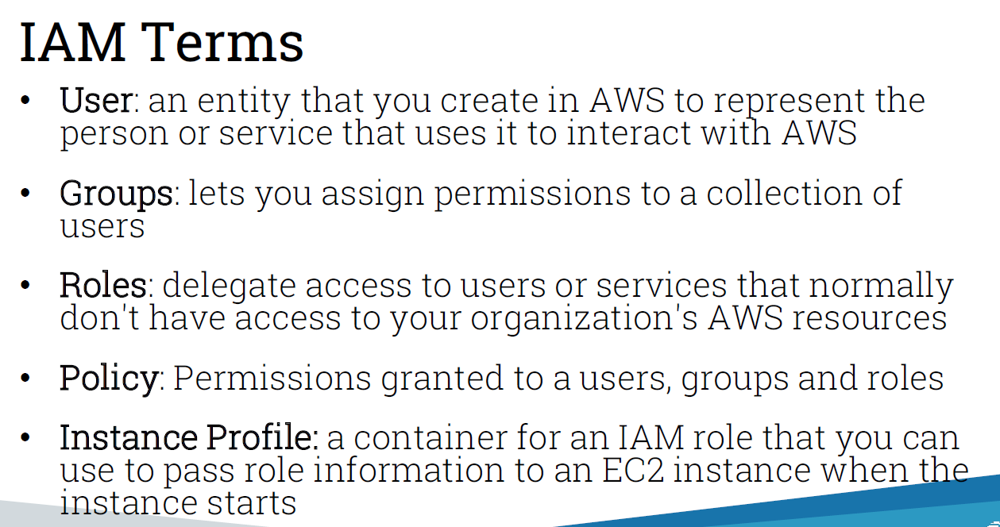 IAM Terms
• User: an entity that you create in AWS to represent the
person or service that uses it to interact with AWS
• Groups: lets you assign permissions to a collection of
users
• Roles: delegate access to users or services that normally
don't have access to your organization's AWS resources
• Policy: Permissions granted to a users, groups and roles
• Instance Profile: a container for an IAM role that you can
use to pass role information to an EC2 instance when the
instance starts